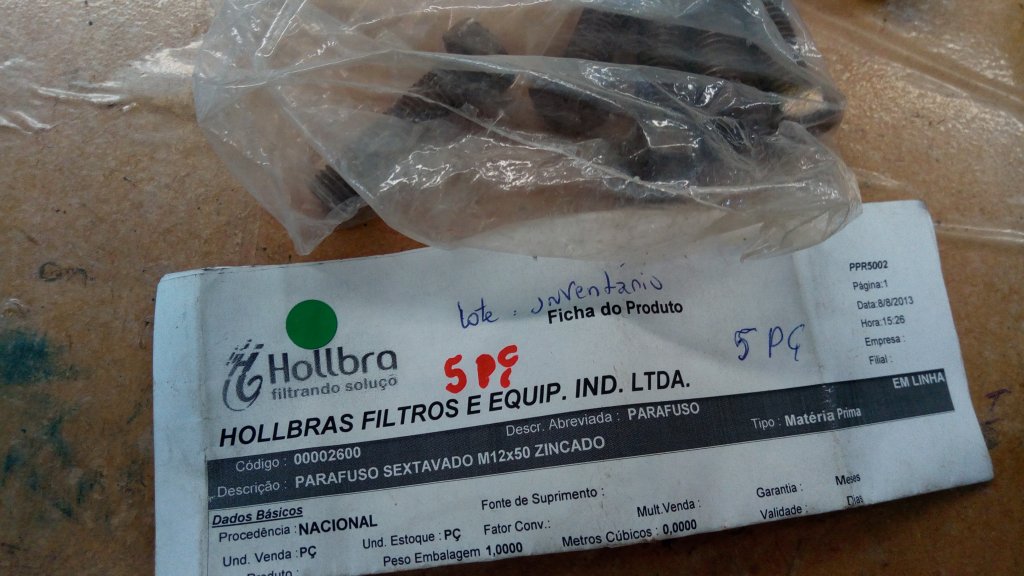 lote : Inventário
Ficha do Produto
PPR5002
Página:1
Data:8/8/2013
Hora:15:26
Empresa :
Filial :
Hollbra
filtrando soluçõ
5 PÇ
5 PÇ
HOLLBRAS FILTROS E EQUIP. IND. LTDA.
EM LINHA
Código : 00002600 Descr. Abreviada : PARAFUSO Tipo : Matéria Prima
Descrição : PARAFUSO SEXTAVADO M12x50 ZINCADO
Dados Básicos
Procedência : NACIONAL Fonte de Suprimento : Mult.Venda : Garantia : Meses
Und. Venda :PÇ Und. Estoque : PÇ Fator Conv.: Metros Cúbicos : 0,0000 Validade : Dias
Produto : Peso Embalagem 1,0000